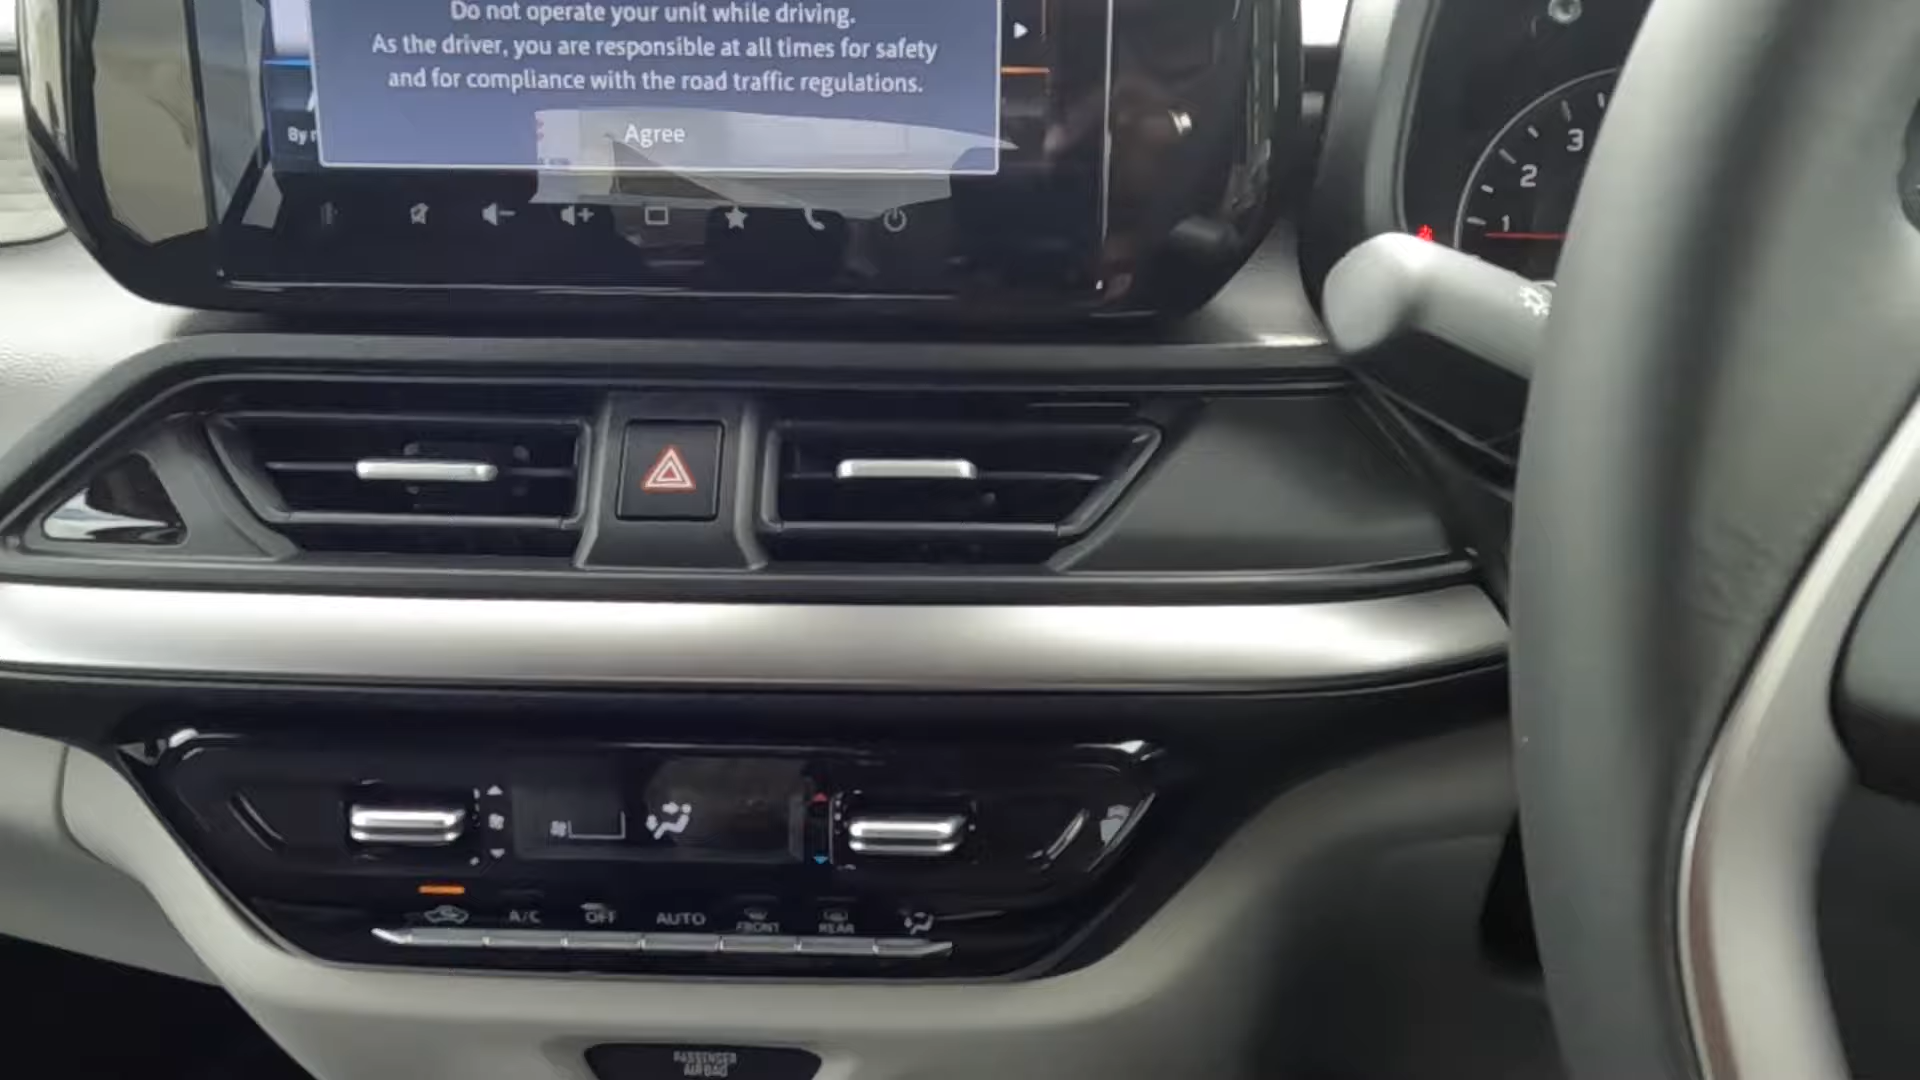 Do not operate your unit while driving.
As the driver, you are responsible at all times for safety
and for compliance with the road traffic regulations.
By
Agree
3
2
1
A/C
OFF
AUTO
FRONT
REAR
PASSENGER
AIRBAG